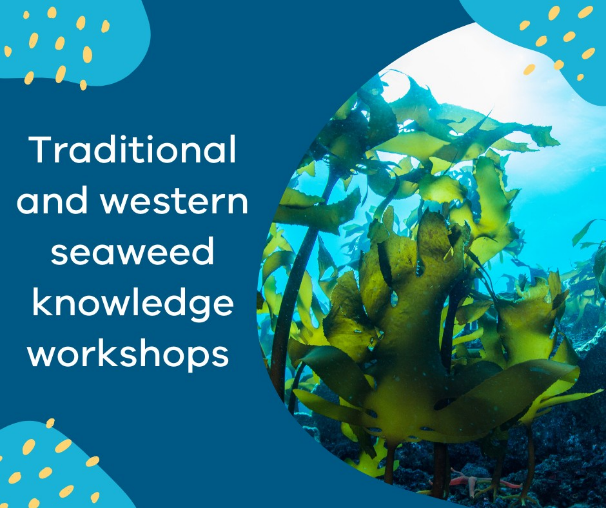 Traditional
and western
seaweed
knowledge
workshops